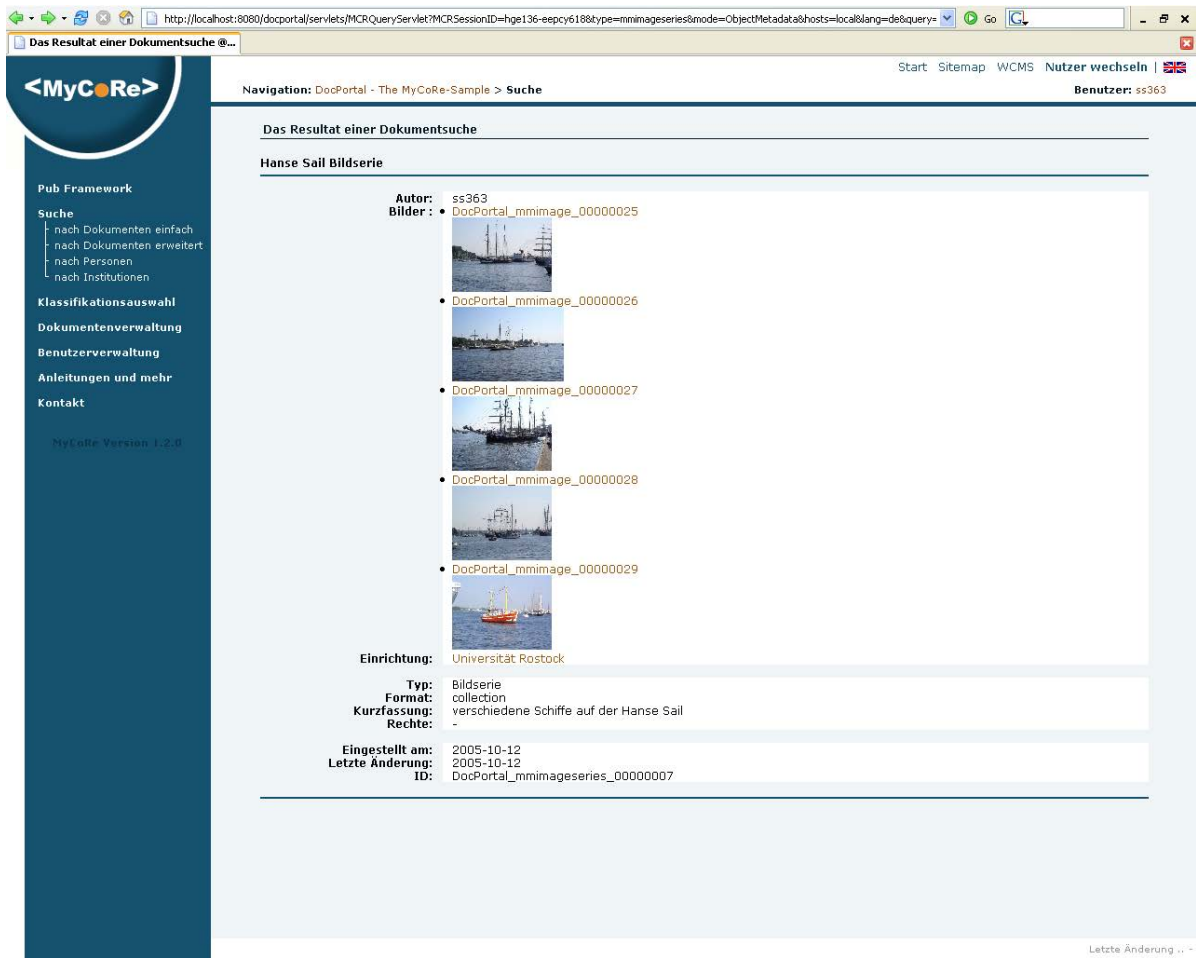 http://localhost:8080/docportal/servlets/MCRQueryServlet?MCRSessionID=hge136-eepcy618&type=mmimageseries&mode=ObjectMetadata&hosts=local&lang=de&query=
Go
Das Resultat einer Dokumentsuche @...
Start Sitemap WCMS Nutzer wechseln |
<MyCoRe>
Navigation: DocPortal - The MyCoRe-Sample > Suche
Benutzer: ss363
Das Resultat einer Dokumentsuche
Hanse Sail Bildserie
Pub Framework
Suche
nach Dokumenten einfach
nach Dokumenten erweitert
nach Personen
nach Institutionen
Klassifikationsauswahl
Dokumentenverwaltung
Benutzerverwaltung
Anleitungen und mehr
Kontakt
MyCoRe Version 1.2.0
Autor: ss363
Bilder : • DocPortal_mmimage_00000025
• DocPortal_mmimage_00000026
• DocPortal_mmimage_00000027
• DocPortal_mmimage_00000028
• DocPortal_mmimage_00000029
Einrichtung: Universität Rostock
Typ: Bildserie
Format: collection
Kurzfassung: verschiedene Schiffe auf der Hanse Sail
Rechte: -
Eingestellt am: 2005-10-12
Letzte Änderung: 2005-10-12
ID: DocPortal_mmimageseries_00000007
Letzte Änderung .. -